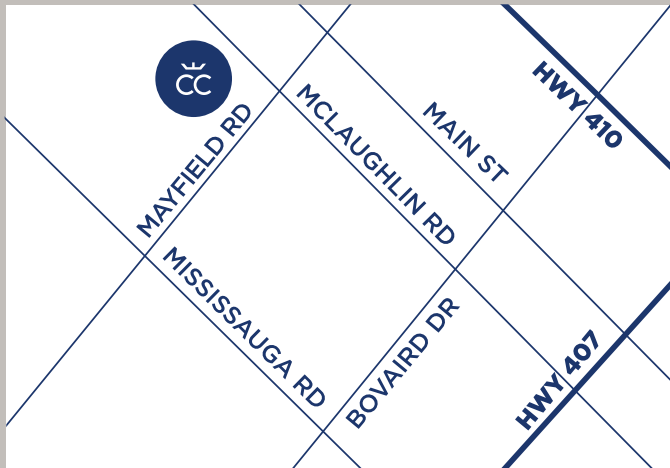 CC
MAYFIELD RD
MCLAUGHLIN RD
MAIN ST
HWY 410
MISSISSAUGA RD
BOVAIRD DR
HWY 407